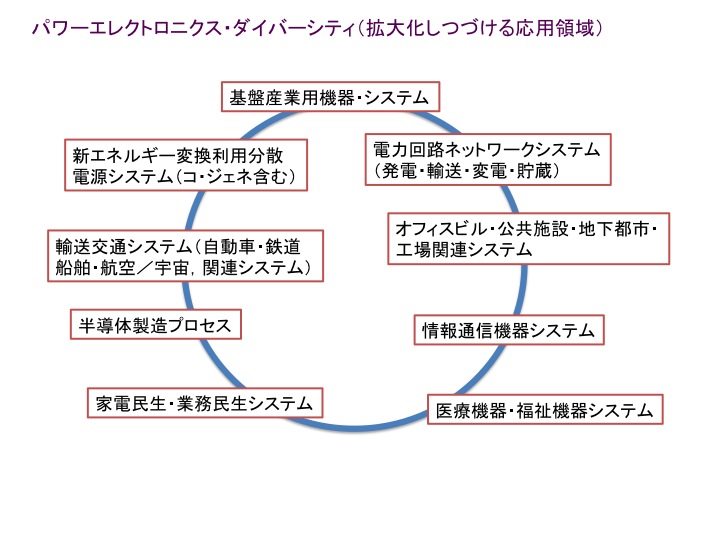 パワーエレクトロニクス・ダイバーシティ（拡大化しつづける応用領域）
基盤産業用機器・システム
電力回路ネットワークシステム
（発電・輸送・変電・貯蔵）
オフィスビル・公共施設・地下都市・
工場関連システム
情報通信機器システム
医療機器・福祉機器システム
家電民生・業務民生システム
半導体製造プロセス
輸送交通システム（自動車・鉄道
船舶・航空／宇宙，関連システム）
新エネルギー変換利用分散
電源システム（コ・ジェネ含む）